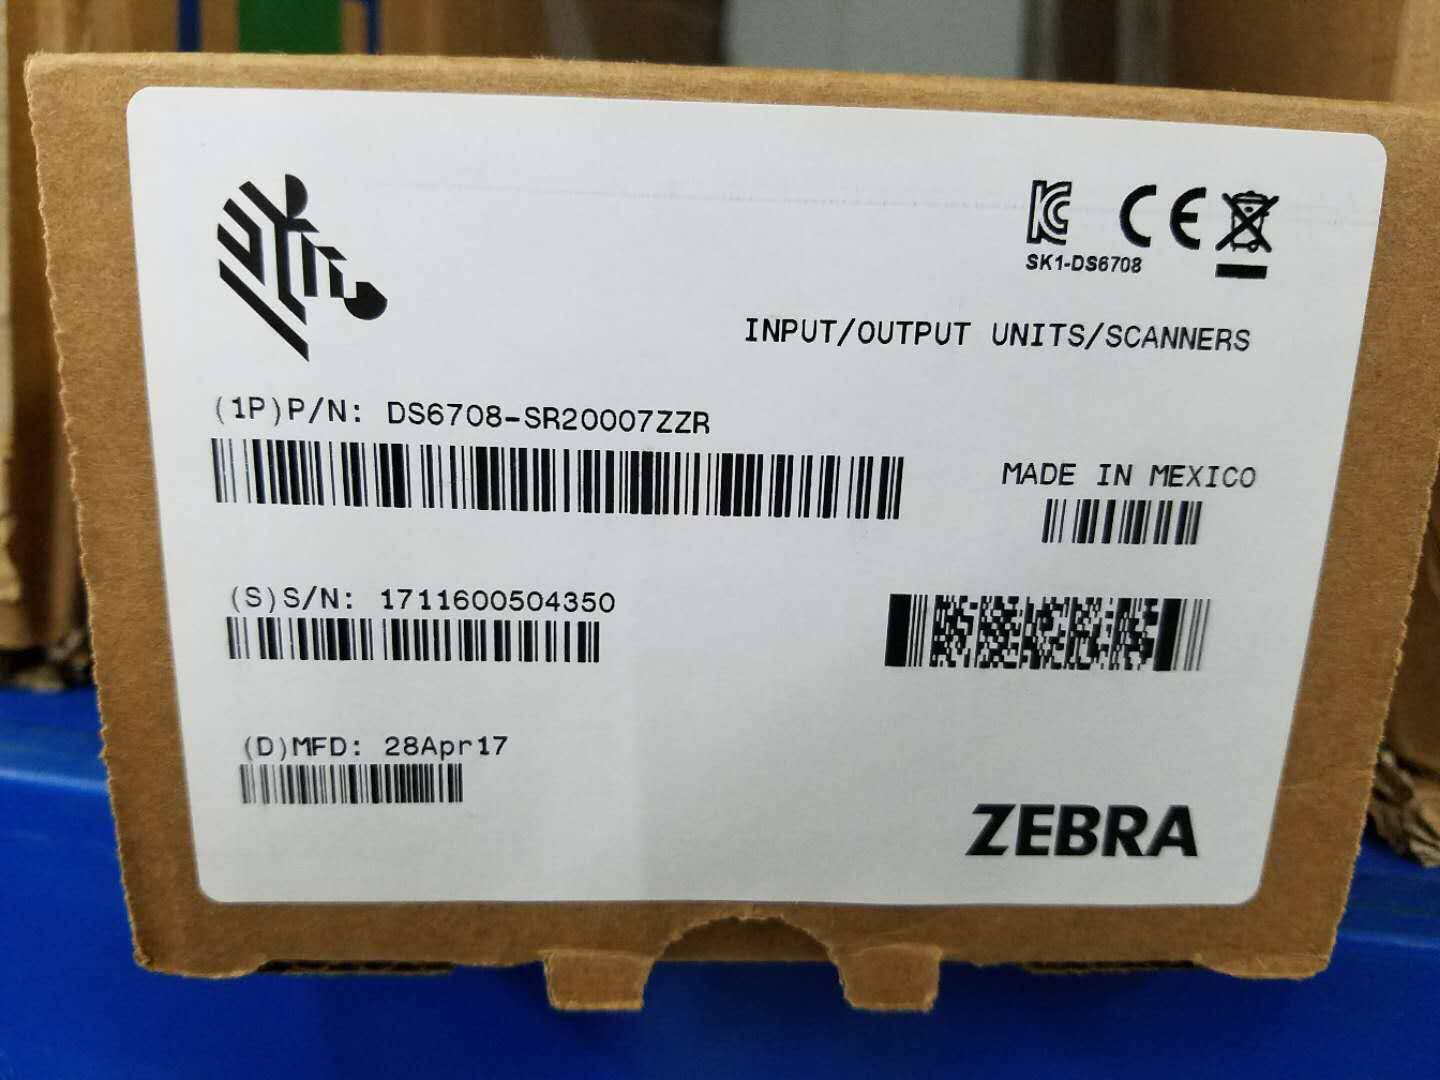 SK1-DS6708
INPUT/OUTPUT UNITS/SCANNERS
(1P)P/N: DS6708-SR20007ZZR
MADE IN MEXICO
(S)S/N: 1711600504350
(D)MFD: 28Apr17
ZEBRA